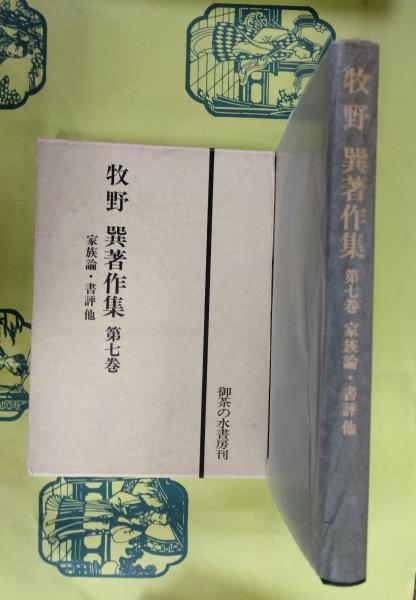 牧野 巽著作集 第七巻
家族論・書評他
御茶の水書房刊
牧野 巽著作集 第七巻 家族論・書評他